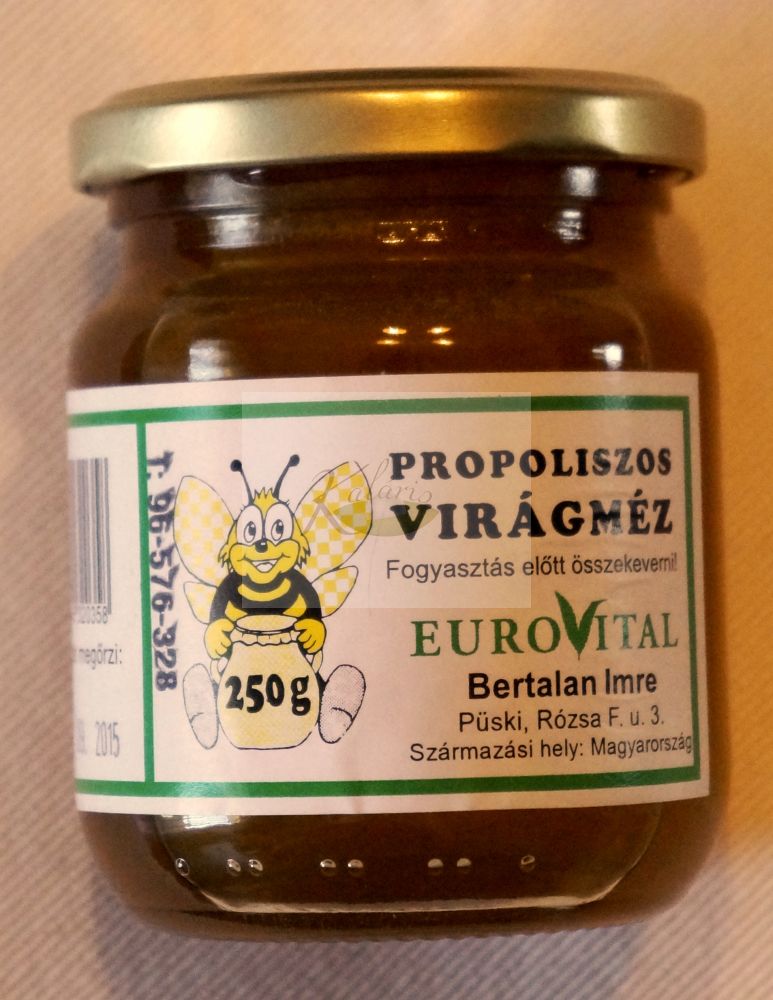 PROPOLISZOS
VIRÁGMÉZ
Fogyasztás előtt összekeverni!
EUROVITAL
Bertalan Imre
Püski, Rózsa F. u. 3.
Származási hely: Magyarország
250g
T: 96-576-328
megőrzi:
2015
Kalaris